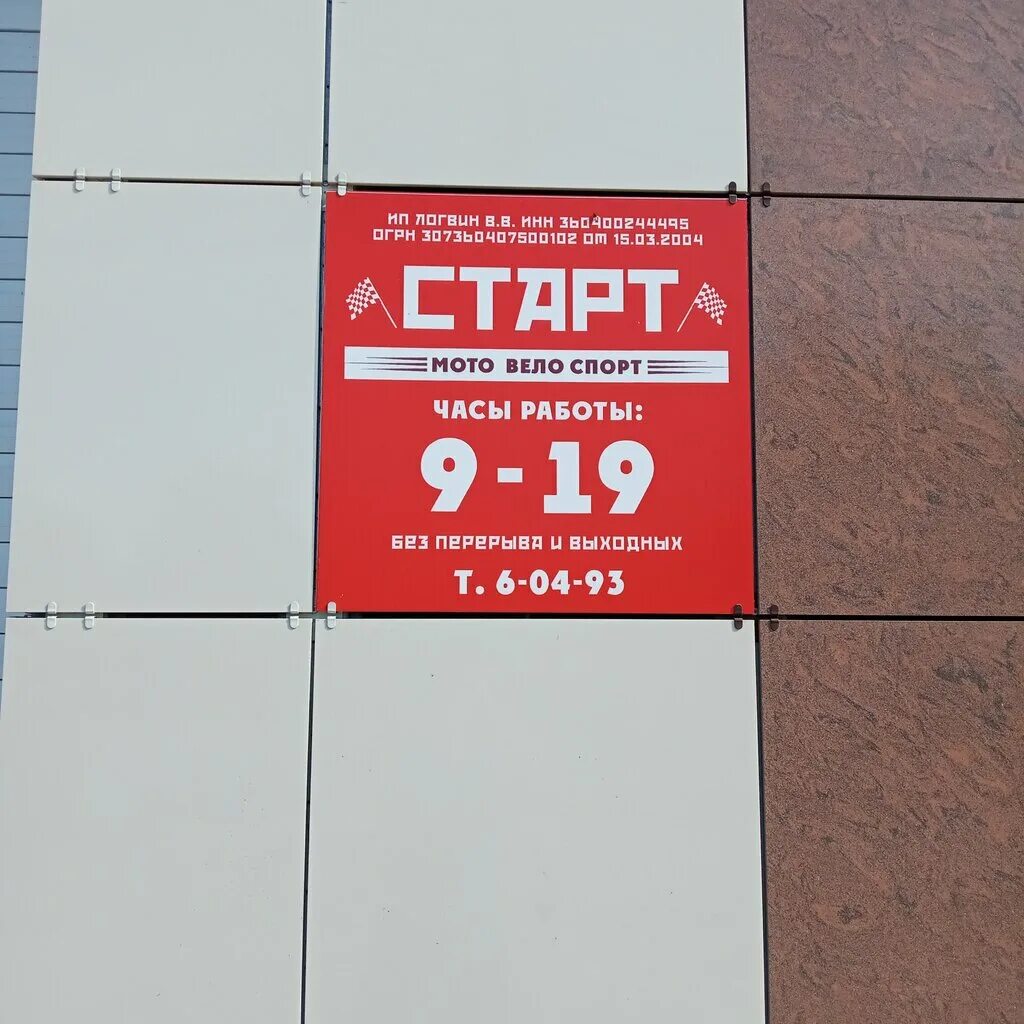 ИП ЛОГВИН В.В. ИНН 360400244495
ОГРН 307360407500102 от 15.03.2004
СТАРТ
МОТО ВЕЛО СПОРТ
ЧАСЫ РАБОТЫ:
9-19
БЕЗ ПЕРЕРЫВА И ВЫХОДНЫХ
Т. 6-04-93